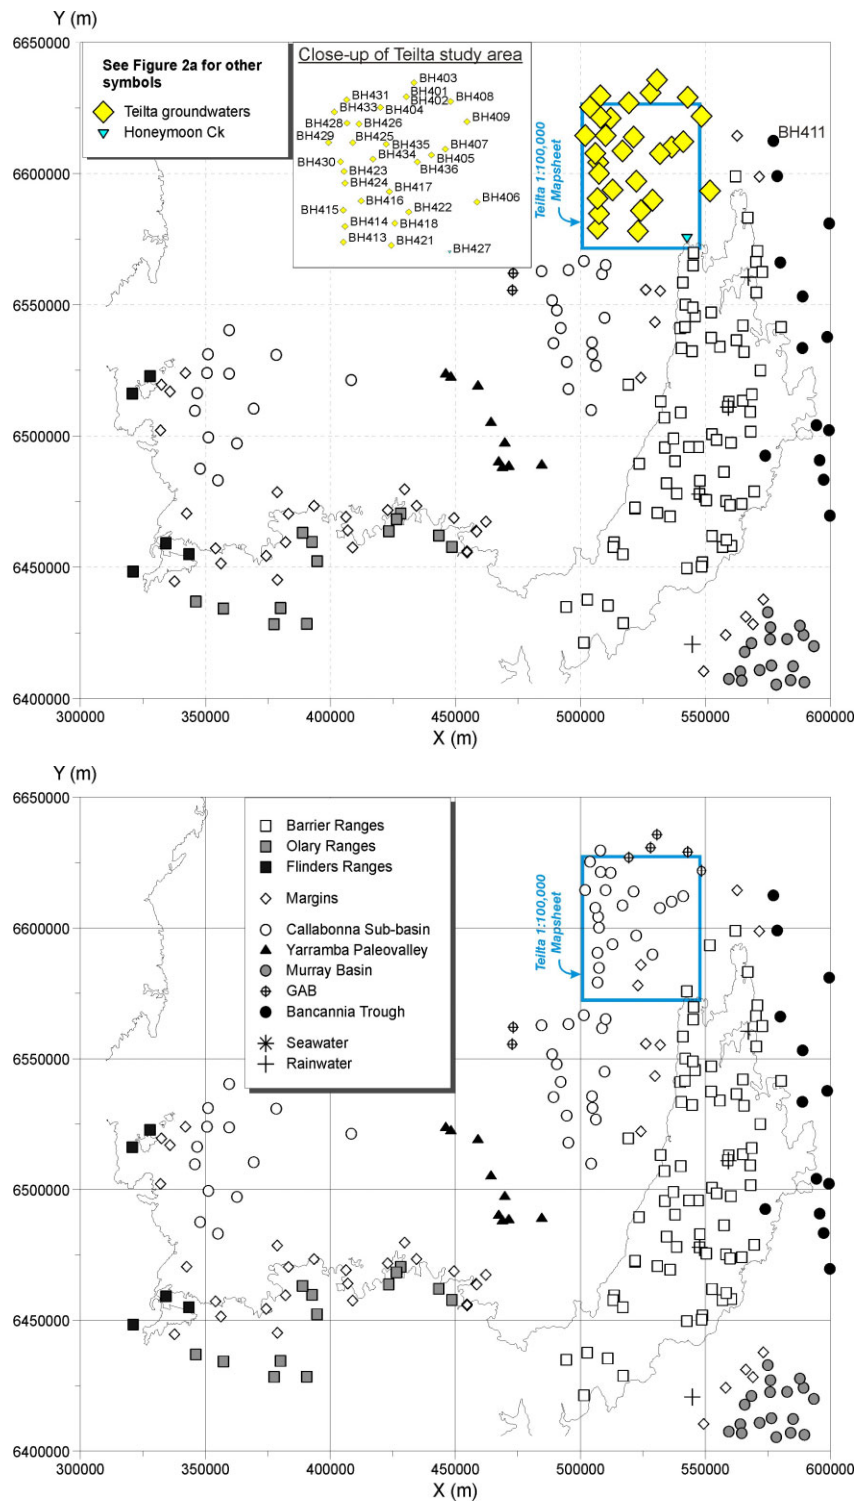 Y (m)
6650000
6600000
6550000
6500000
6450000
6400000
300000
350000
400000
450000
500000
550000
600000
X (m)
See Figure 2a for other
symbols
Teilta groundwaters
Honeymoon Ck
Close-up of Teilta study area
BH403
BH431
BH401
BH402
BH408
BH433
BH404
BH428
BH426
BH409
BH429
BH425
BH435
BH407
BH434
BH405
BH430
BH436
BH423
BH424
BH417
BH416
BH406
BH415
BH422
BH414
BH418
BH413
BH421
BH427
Teilta 1:100,000
Mapsheet
BH411
Y (m)
6650000
6600000
6550000
6500000
6450000
6400000
300000
350000
400000
450000
500000
550000
600000
X (m)
Barrier Ranges
Olary Ranges
Flinders Ranges
Margins
Callabonna Sub-basin
Yarramba Paleovalley
Murray Basin
GAB
Bancannia Trough
Seawater
Rainwater
Teilta 1:100,000
Mapsheet